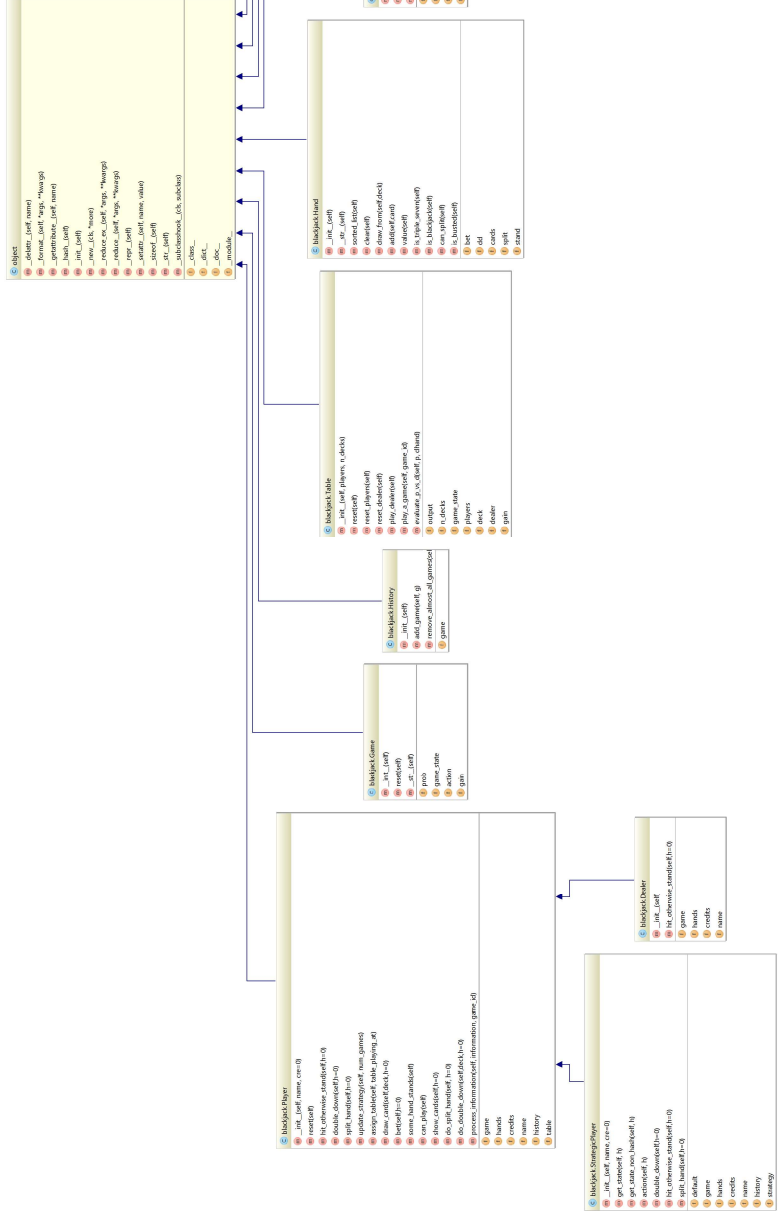 object
__delattr__(self, name)
__format__(self, *args, **kwargs)
__getattribute__(self, name)
__hash__(self)
__init__(self)
__new__(cls, *more)
__reduce_ex__(self, *args, **kwargs)
__reduce__(self, *args, **kwargs)
__repr__(self)
__setattr__(self, name, value)
__sizeof__(self)
__str__(self)
__subclasshook__(cls, subclass)
__class__
__dict__
__doc__
__module__
blackjack.Hand
__init__(self)
__str__(self)
sorted_list(self)
clear(self)
draw_from(self,deck)
add(self,card)
value(self)
is_triple_seven(self)
is_blackjack(self)
can_split(self)
is_busted(self)
bet
dd
cards
split
stand
blackjack.Table
__init__(self, players, n_decks)
reset(self)
reset_players(self)
reset_dealer(self)
play_dealer(self)
play_a_game(self, game_id)
evaluate_p_vs_d(self, p, dhand)
output
n_decks
game_state
players
deck
dealer
gain
blackjack.History
__init__(self)
add_game(self, g)
remove_almost_all_games(sel
game
blackjack.Game
__init__(self)
reset(self)
__str__(self)
prob
game_state
action
gain
blackjack.Player
__init__(self, name, cre=0)
reset(self)
hit_otherwise_stand(self,h=0)
double_down(self,h=0)
split_hand(self,h=0)
update_strategy(self, num_games)
assign_table(self, table_playing_at)
draw_card(self,deck,h=0)
bet(self,h=0)
some_hand_stands(self)
can_play(self)
show_cards(self,h=0)
do_split_hand(self, h=0)
do_double_down(self,deck,h=0)
process_information(self, information, game_id)
game
hands
credits
name
history
table
blackjack.Dealer
__init__(self,
hit_otherwise_stand(self,h=0)
game
hands
credits
name
blackjack.StrategicPlayer
__init__(self, name, cre=0)
get_state(self, h)
get_state_non_hash(self, h)
action(self, h)
double_down(self,h=0)
hit_otherwise_stand(self,h=0)
split_hand(self,h=0)
default
game
hands
credits
name
history
strategy